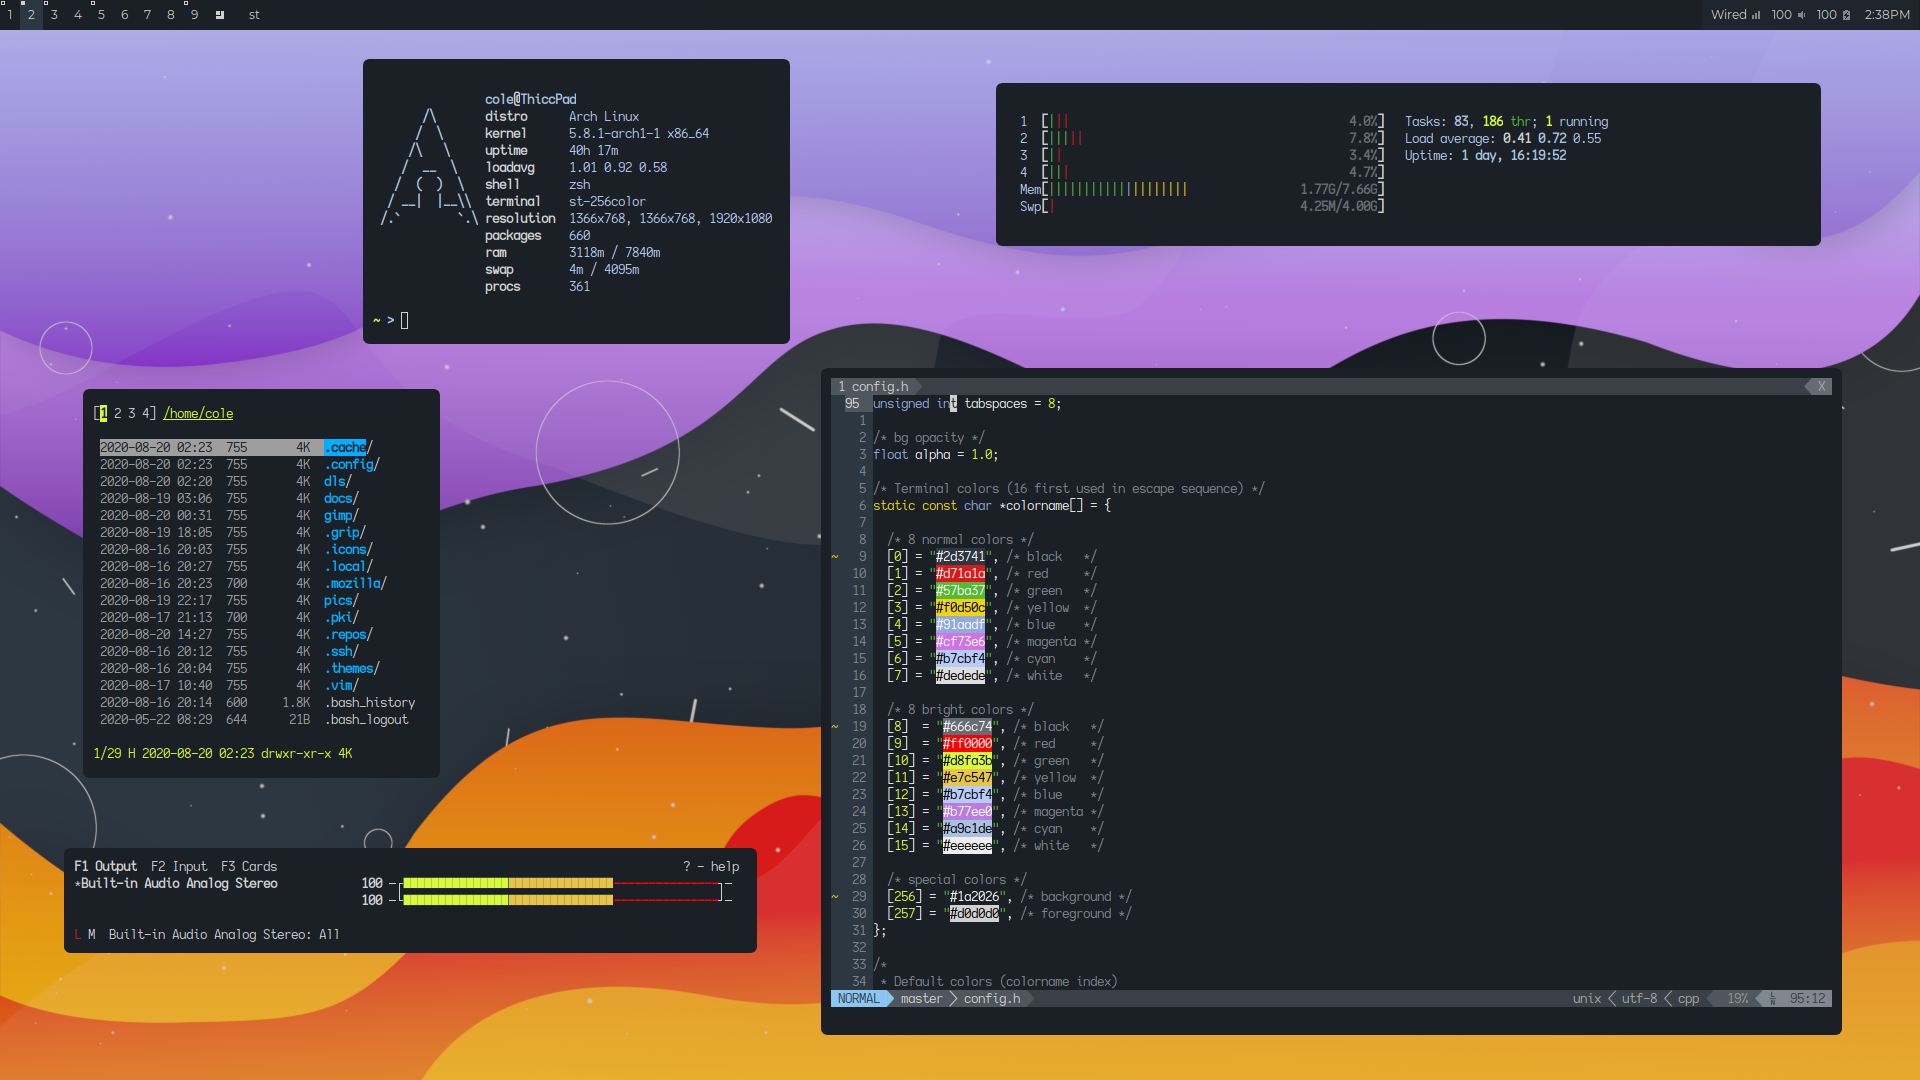 1 2 3 4 5 6 7 8 9 st Wired 100 100 2:38PM
cole@ThiccPad
distro Arch Linux
kernel 5.8.1-arch1-1 x86_64
uptime 40h 17m
loadavg 1.01 0.92 0.58
shell zsh
terminal st-256color
resolution 1366x768, 1366x768, 1920x1080
packages 660
ram 3118m / 7840m
swap 4m / 4095m
procs 361
~ >
1 [||| 4.0%]
2 [||||| 7.8%]
3 [|| 3.4%]
4 [||| 4.7%]
Mem[|||||||||||||||||||| 1.77G/7.66G]
Swp[| 4.25M/4.00G]
Tasks: 83, 186 thr; 1 running
Load average: 0.41 0.72 0.55
Uptime: 1 day, 16:19:52
[1 2 3 4] /home/cole
2020-08-20 02:23 755 4K .cache/
2020-08-20 02:23 755 4K .config/
2020-08-20 02:20 755 4K dls/
2020-08-19 03:06 755 4K docs/
2020-08-20 00:31 755 4K gimp/
2020-08-19 18:05 755 4K .grip/
2020-08-16 20:03 755 4K .icons/
2020-08-16 20:27 755 4K .local/
2020-08-16 20:23 700 4K .mozilla/
2020-08-19 22:17 755 4K pics/
2020-08-17 21:13 700 4K .pki/
2020-08-20 14:27 755 4K .repos/
2020-08-16 20:12 755 4K .ssh/
2020-08-16 20:04 755 4K .themes/
2020-08-17 10:40 755 4K .vim/
2020-08-16 20:14 600 1.8K .bash_history
2020-05-22 08:29 644 21B .bash_logout
1/29 H 2020-08-20 02:23 drwxr-xr-x 4K
F1 Output F2 Input F3 Cards ? - help
*Built-in Audio Analog Stereo 100
100
L M Built-in Audio Analog Stereo: All
1 config.h X
95 unsigned int tabspaces = 8;
1
2 /* bg opacity */
3 float alpha = 1.0;
4
5 /* Terminal colors (16 first used in escape sequence) */
6 static const char *colorname[] = {
7
8 /* 8 normal colors */
~ 9 [0] = "#2d3741", /* black */
10 [1] = "#d71a1a", /* red */
11 [2] = "#57ba37", /* green */
12 [3] = "#f0d50c", /* yellow */
13 [4] = "#91aadf", /* blue */
14 [5] = "#cf73e6", /* magenta */
15 [6] = "#b7cbf4", /* cyan */
16 [7] = "#dedede", /* white */
17
18 /* 8 bright colors */
~ 19 [8] = "#666c74", /* black */
20 [9] = "#ff0000", /* red */
21 [10] = "#d8fa3b", /* green */
22 [11] = "#e7c547", /* yellow */
23 [12] = "#b7cbf4", /* blue */
24 [13] = "#b77ee0", /* magenta */
25 [14] = "#a9c1de", /* cyan */
26 [15] = "#eeeeee", /* white */
27
28 /* special colors */
~ 29 [256] = "#1a2026", /* background */
30 [257] = "#d0d0d0", /* foreground */
31 };
32
33 /*
34 * Default colors (colorname index)
NORMAL master config.h unix utf-8 cpp 19% LN 95:12